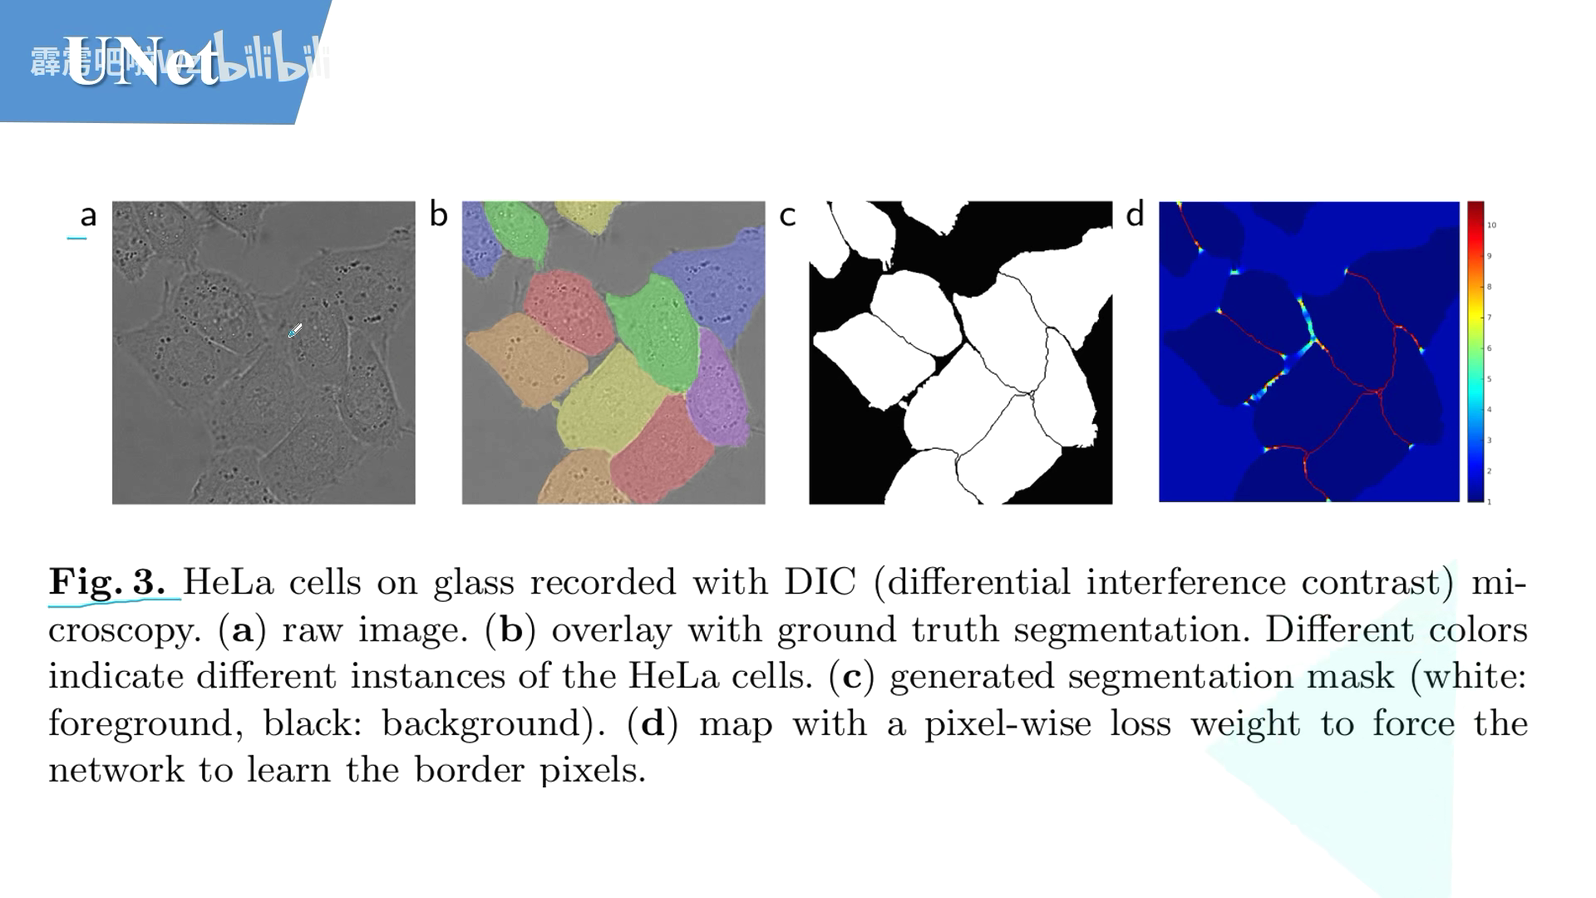 UNet
霹雳吧啦Wz bilibili
a b c d
10
9
8
7
6
5
4
3
2
1
Fig. 3. HeLa cells on glass recorded with DIC (differential interference contrast) mi-
croscopy. (a) raw image. (b) overlay with ground truth segmentation. Different colors
indicate different instances of the HeLa cells. (c) generated segmentation mask (white:
foreground, black: background). (d) map with a pixel-wise loss weight to force the
network to learn the border pixels.